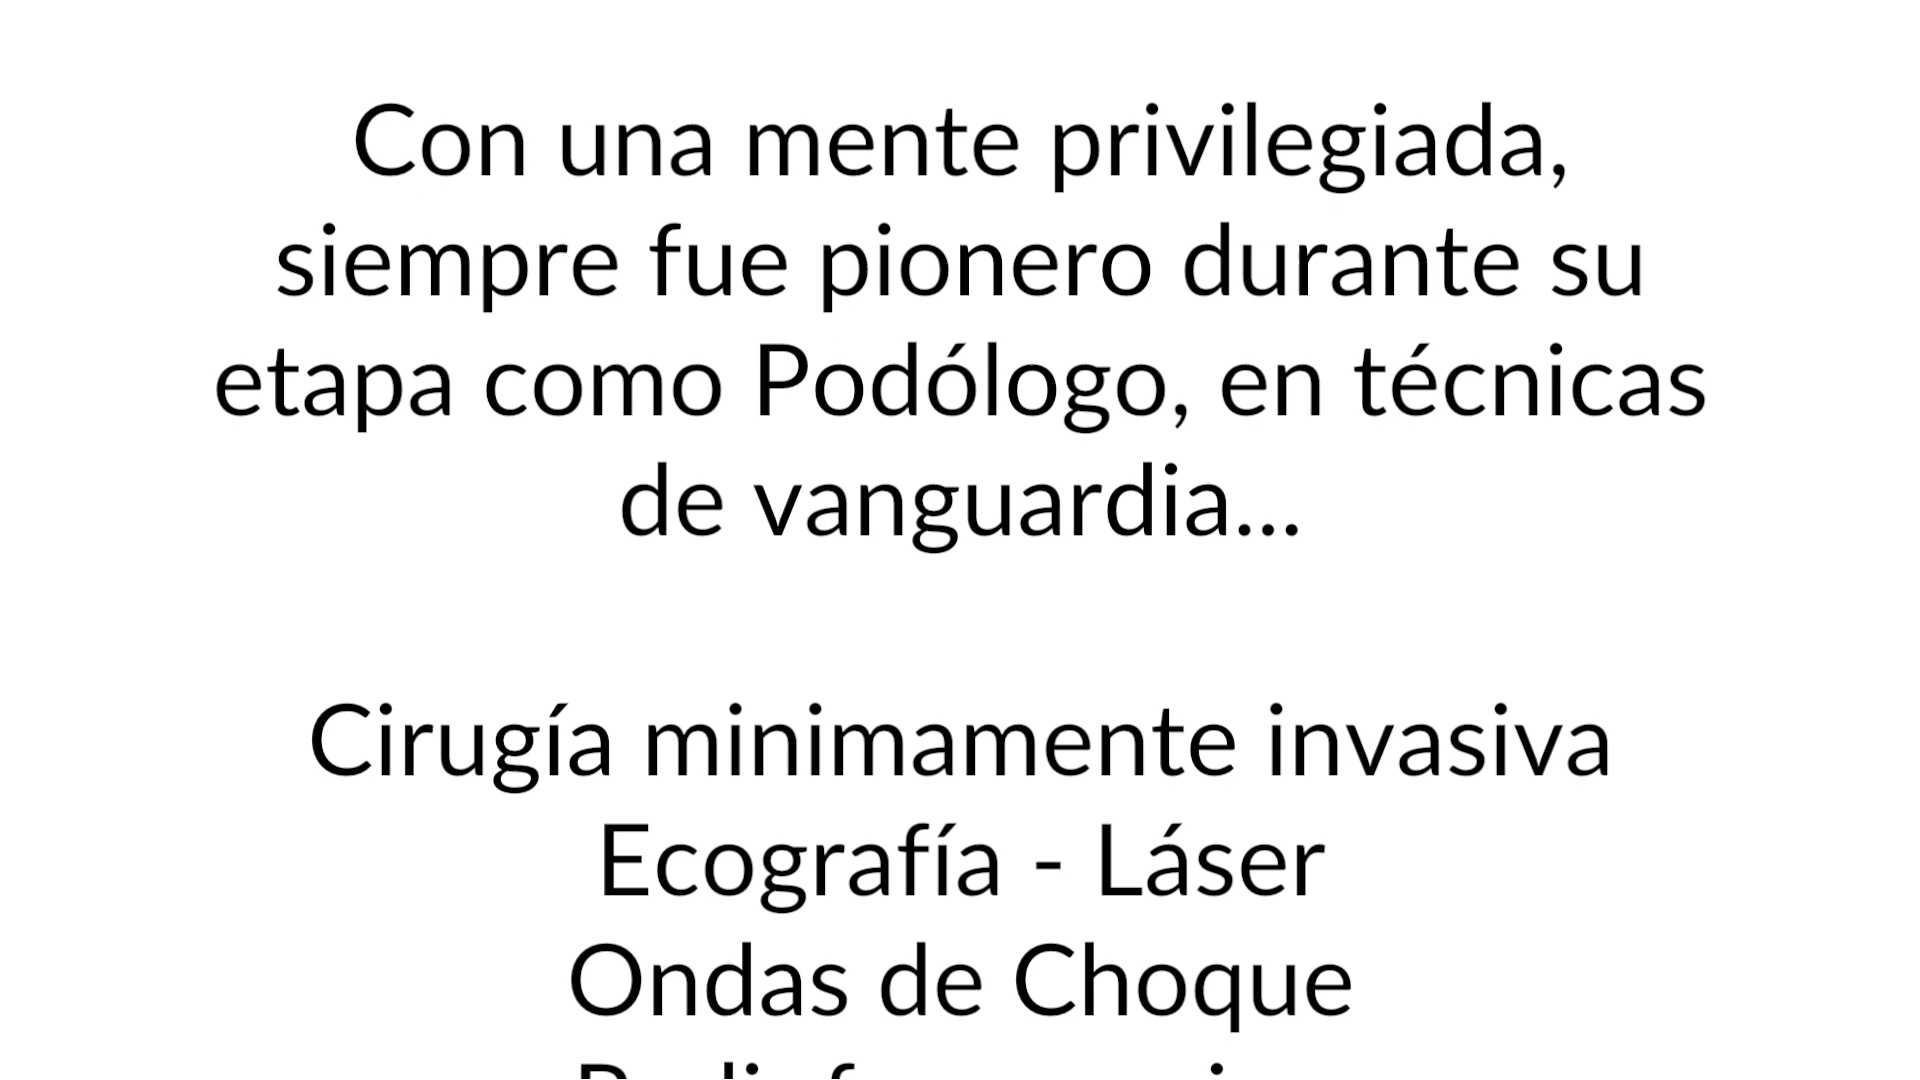 Con una mente privilegiada,
siempre fue pionero durante su
etapa como Podólogo, en técnicas
de vanguardia...
Cirugía minimamente invasiva
Ecografía - Láser
Ondas de Choque